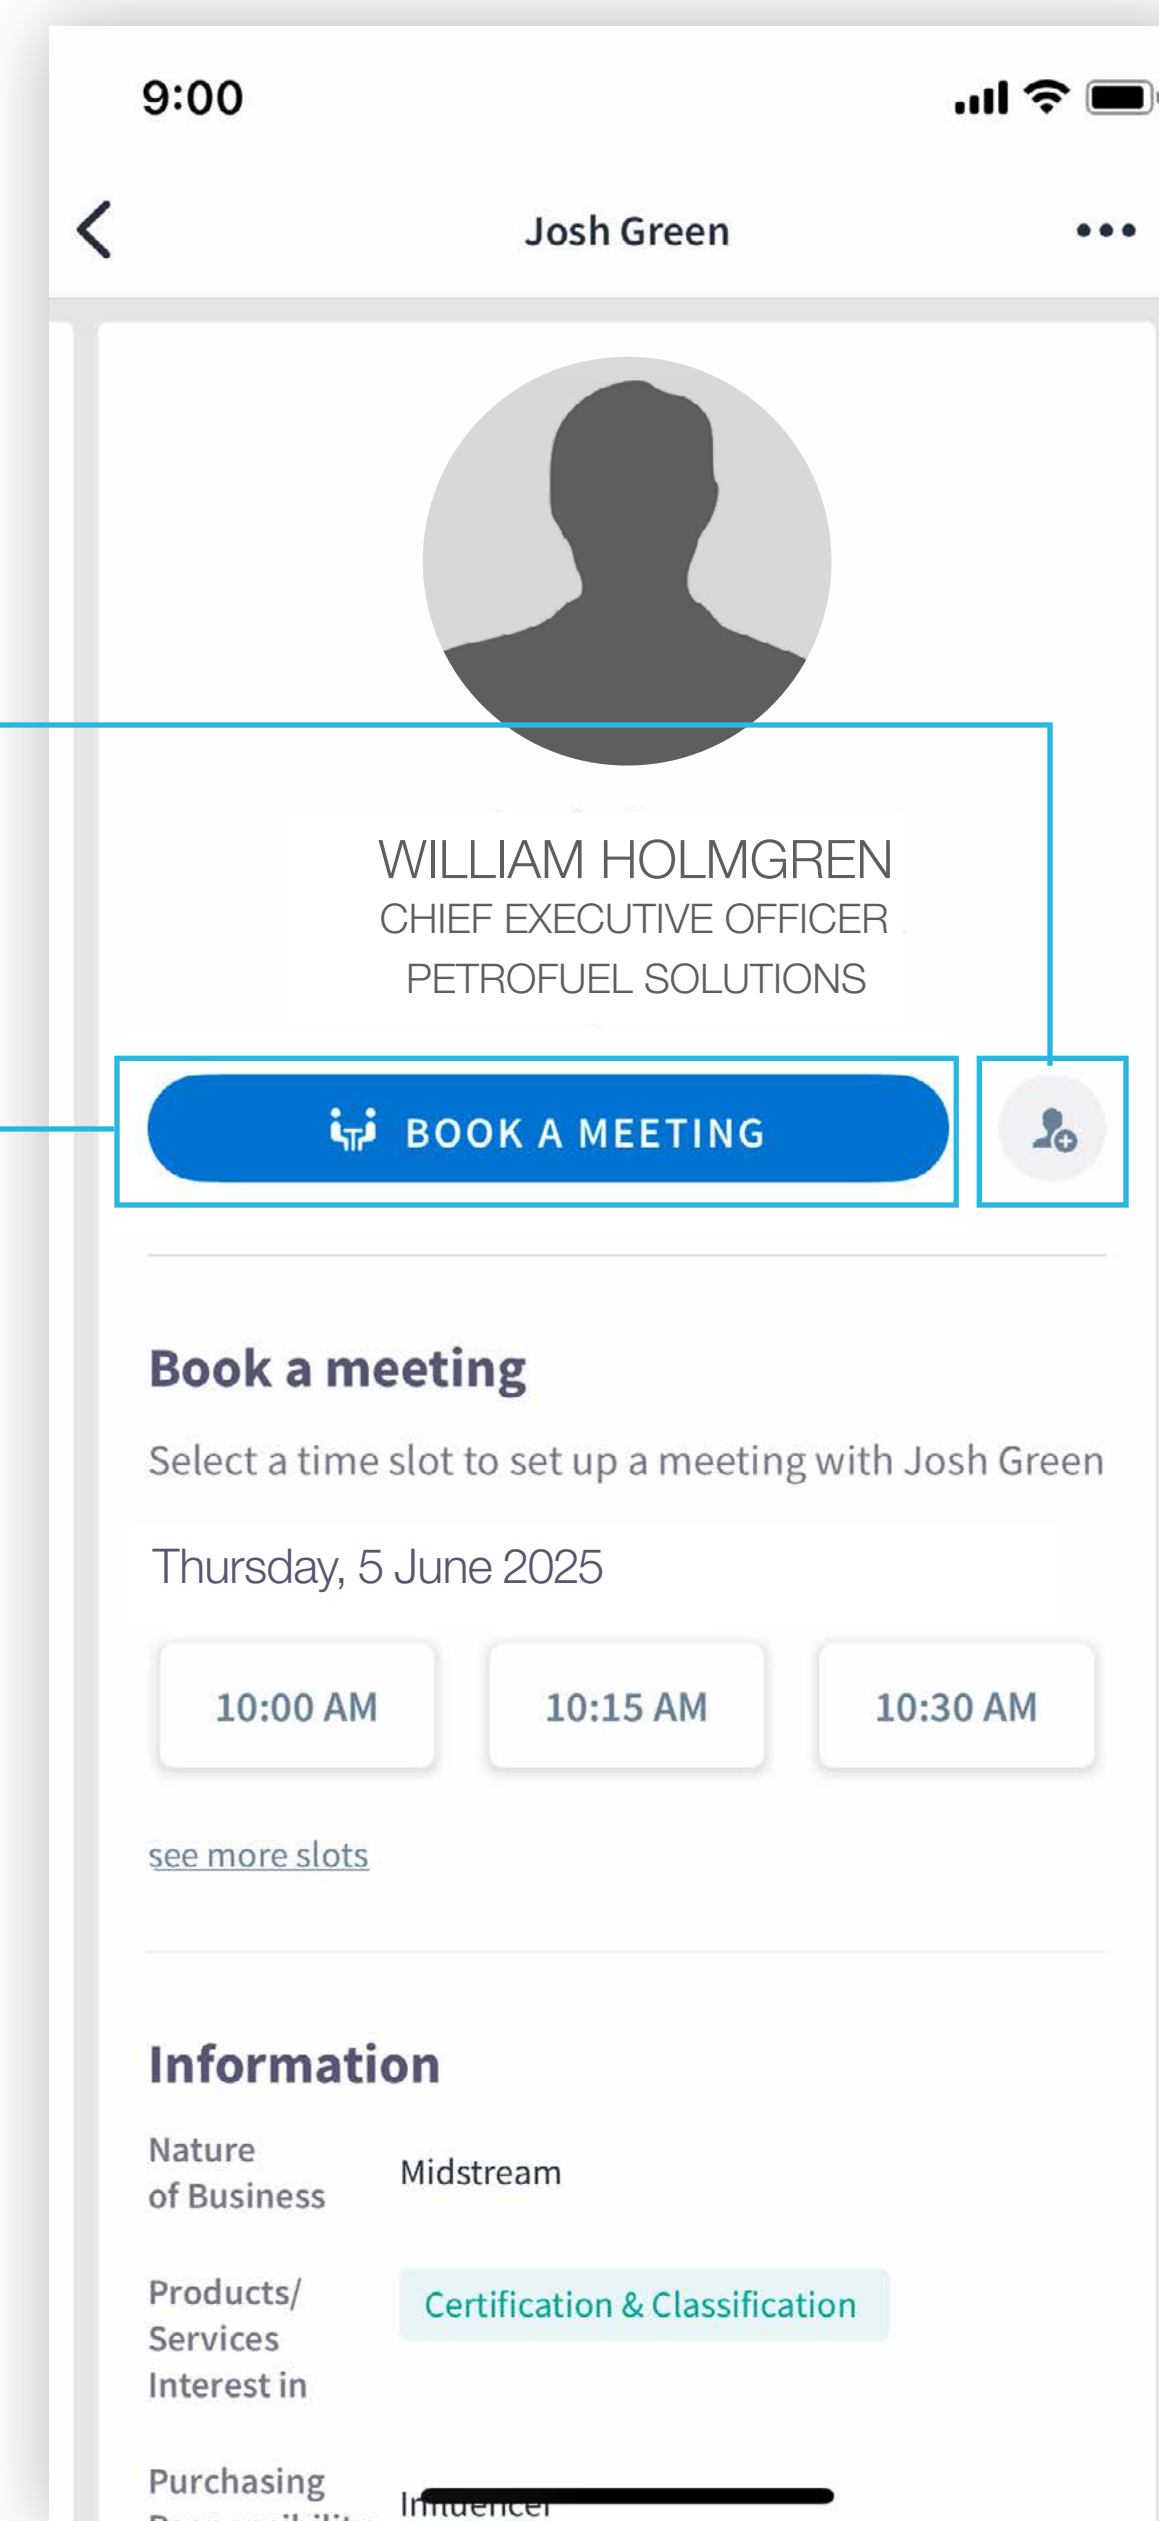 9:00
Josh Green
WILLIAM HOLMGREN
CHIEF EXECUTIVE OFFICER
PETROFUEL SOLUTIONS
BOOK A MEETING
Book a meeting
Select a time slot to set up a meeting with Josh Green
Thursday, 5 June 2025
10:00 AM 10:15 AM 10:30 AM
see more slots
Information
Nature
of Business
Midstream
Products/
Services
Interest in
Certification & Classification
Purchasing
Influencer